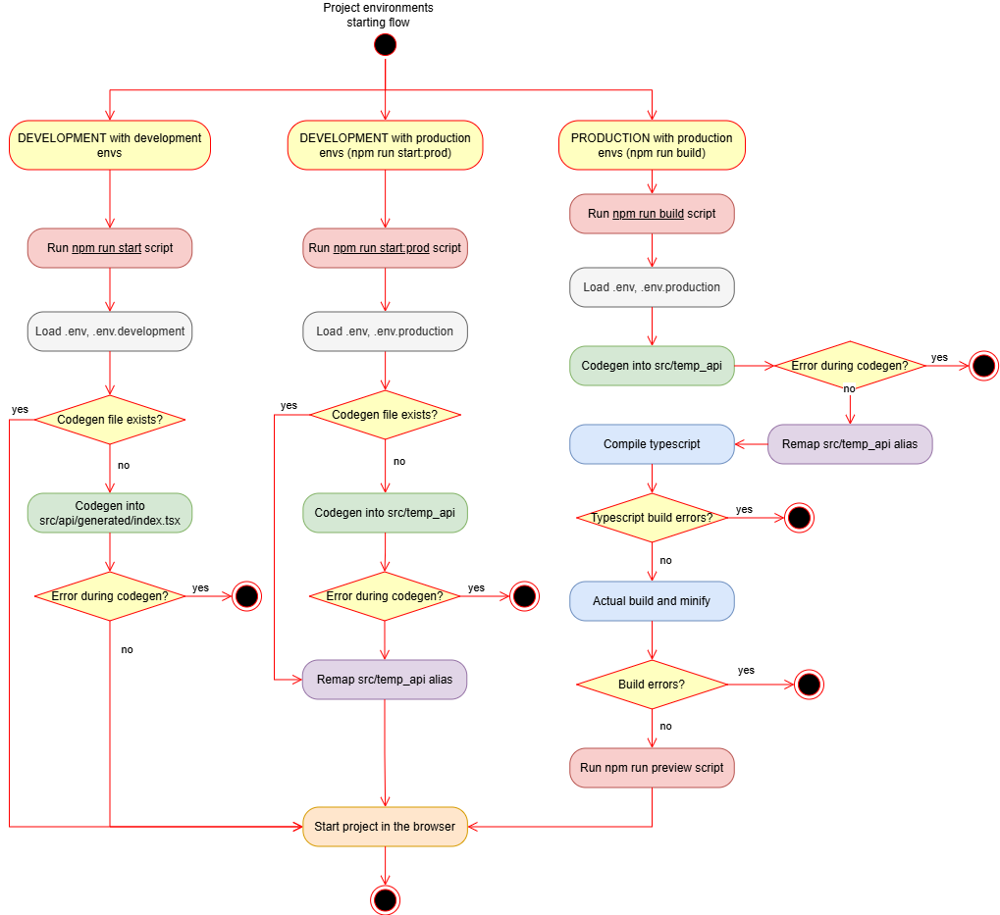 Project environments
starting flow
DEVELOPMENT with development
envs
DEVELOPMENT with production
envs (npm run start:prod)
PRODUCTION with production
envs (npm run build)
Run npm run start script
Load .env, .env.development
Codegen file exists?
yes
no
Codegen into
src/api/generated/index.tsx
Error during codegen?
yes
no
Run npm run start:prod script
Load .env, .env.production
Codegen file exists?
yes
no
Codegen into src/temp_api
Error during codegen?
yes
Remap src/temp_api alias
Run npm run build script
Load .env, .env.production
Codegen into src/temp_api
Error during codegen?
yes
no
Remap src/temp_api alias
Compile typescript
Typescript build errors?
yes
no
Actual build and minify
Build errors?
yes
no
Run npm run preview script
Start project in the browser